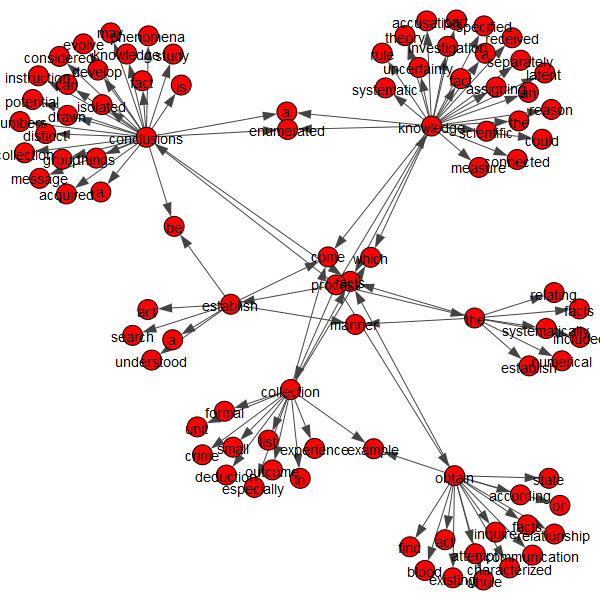 may
phenomena
evolve
considered
knowledge
a
study
develop
instruction
can
fact
is
potential
isolated
drawn
numbers
distinct
conclusions
collection
group
things
message
acquired
a
accusation
specified
theory
received
investigation
a
rule
separately
uncertainty
fact
latent
systematic
assigning
an
reason
the
knowledge
scientific
could
connected
measure
a
enumerated
be
come
which
facts
process
establish
manner
act
search
a
understood
the
relating
facts
systematically
included
numerical
establish
collection
formal
unit
list
small
experience
example
crime
outcome
deduction
in
especially
obtain
state
according
or
facts
inquire
relationship
act
find
attempt
communication
blood
characterized
existing
whole